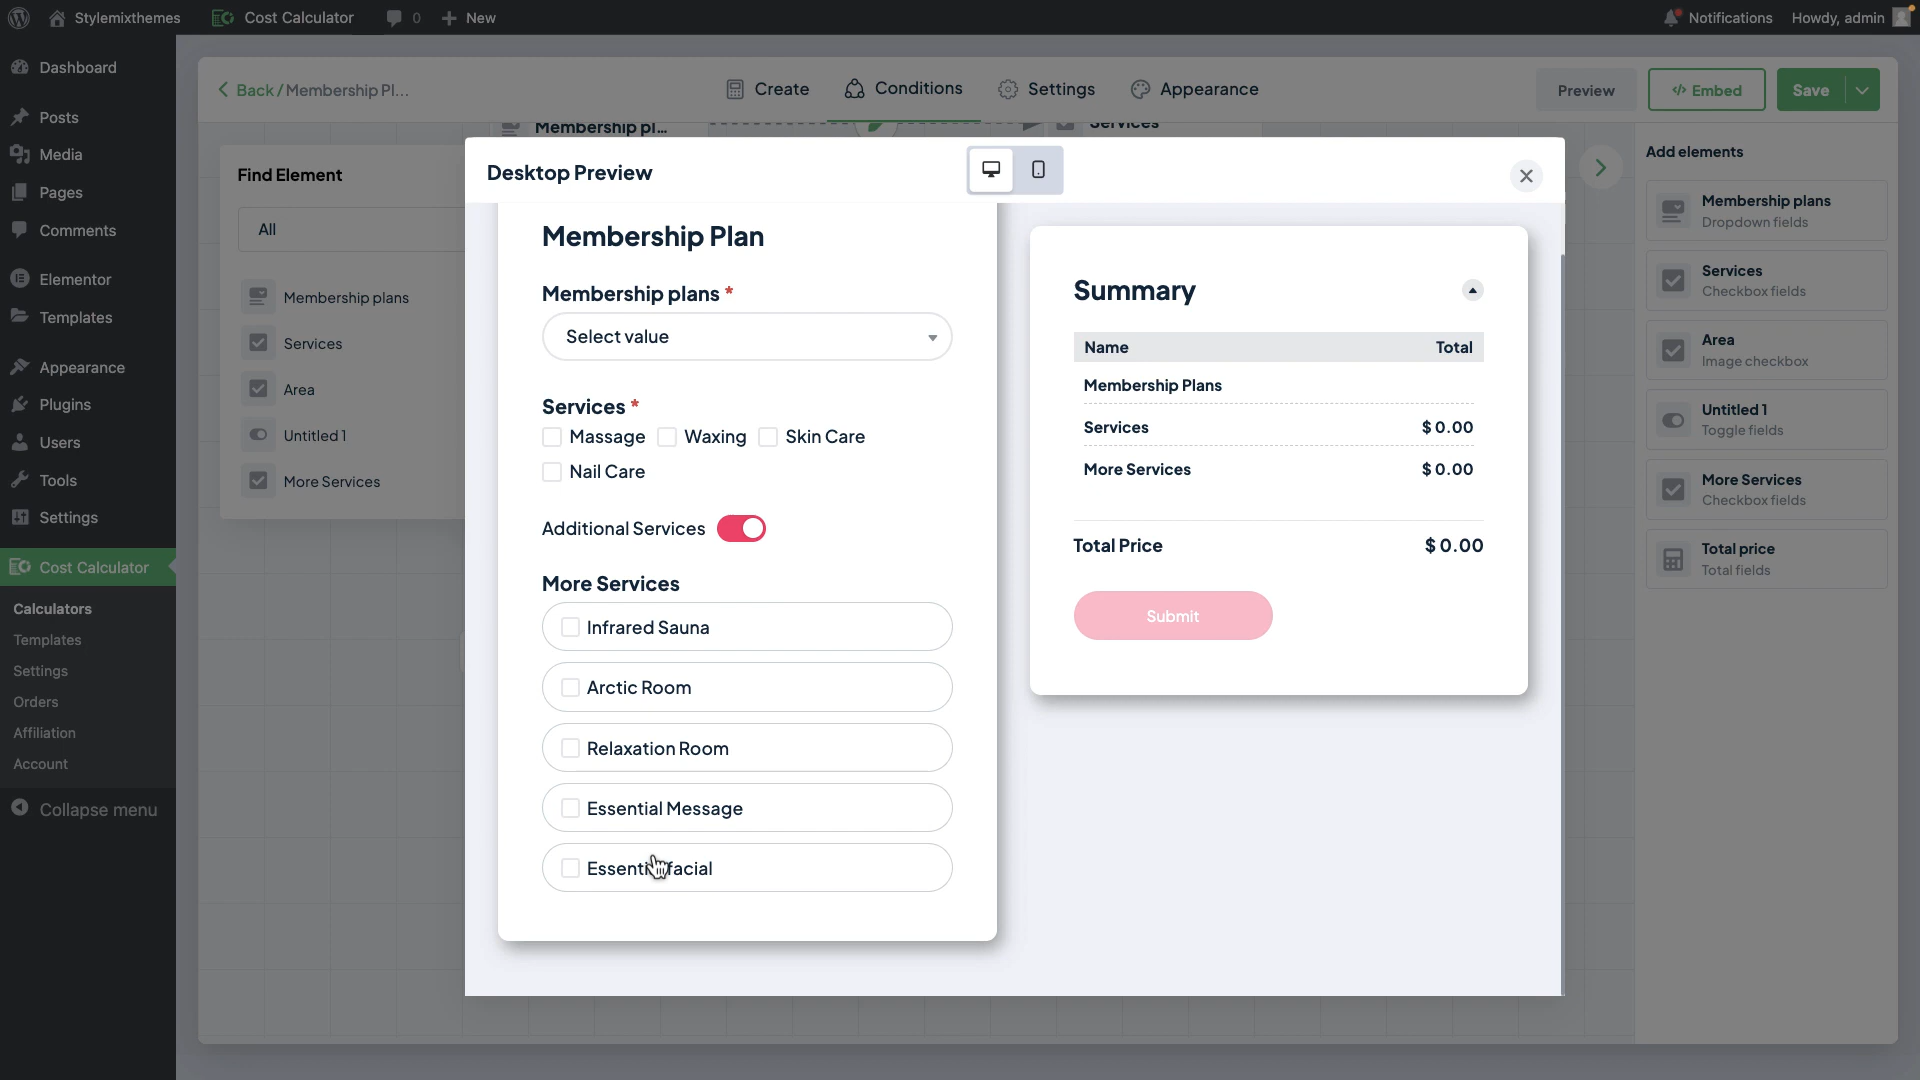 Stylemixthemes Cost Calculator 0 New Notifications Howdy, admin
Dashboard
Posts
Media
Pages
Comments
Elementor
Templates
Appearance
Plugins
Users
Tools
Settings
Cost Calculator
Calculators
Templates
Settings
Orders
Affiliation
Account
Collapse menu
Back / Membership Pl...
Create Conditions Settings Appearance
Preview Embed Save
Membership pl... Services
Find Element
All
Membership plans
Services
Area
Untitled 1
More Services
Desktop Preview
Membership Plan
Membership plans *
Select value
Services *
Massage Waxing Skin Care
Nail Care
Additional Services
More Services
Infrared Sauna
Arctic Room
Relaxation Room
Essential Message
facial
Summary
Name Total
Membership Plans
Services $ 0.00
More Services $ 0.00
Total Price $ 0.00
Submit
Add elements
Membership plans
Dropdown fields
Services
Checkbox fields
Area
Image checkbox
Untitled 1
Toggle fields
More Services
Checkbox fields
Total price
Total fields